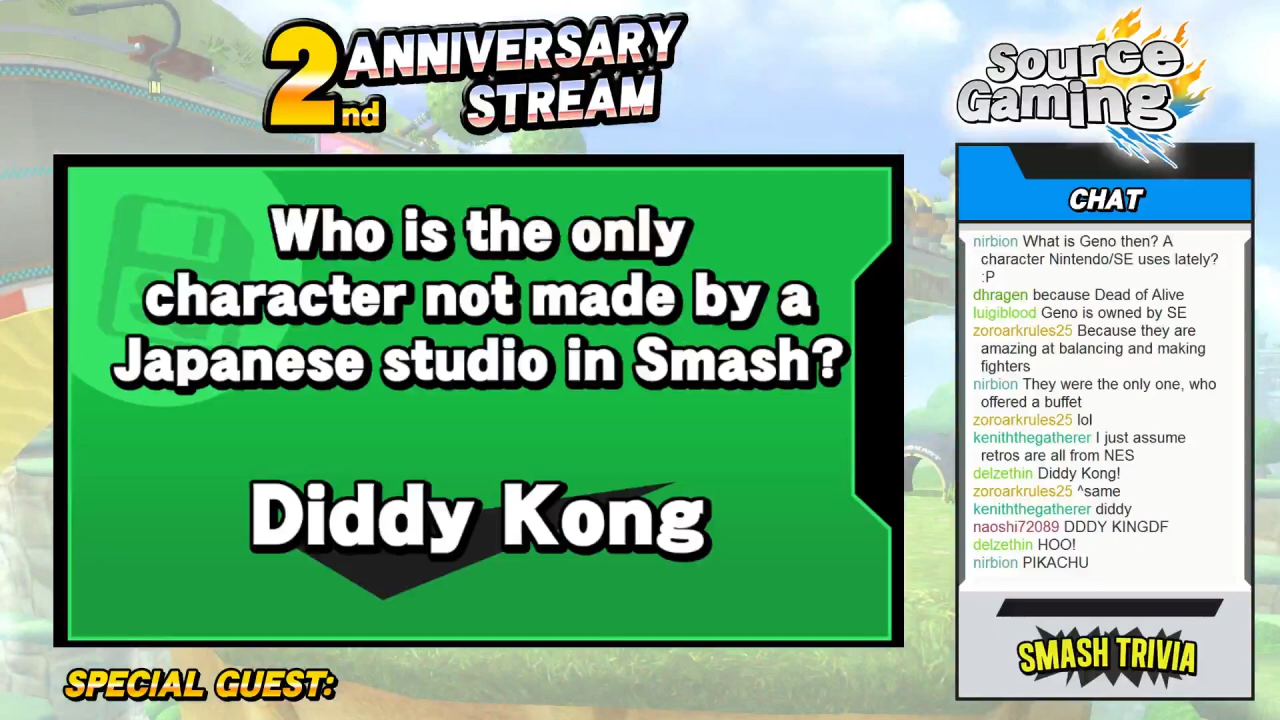 2nd ANNIVERSARY
STREAM
Source
Gaming
Who is the only
character not made by a
Japanese studio in Smash?
Diddy Kong
CHAT
nirbion What is Geno then? A
character Nintendo/SE uses lately?
:P
dhragen because Dead of Alive
luigiblood Geno is owned by SE
zoroarkrules25 Because they are
amazing at balancing and making
fighters
nirbion They were the only one, who
offered a buffet
zoroarkrules25 lol
keniththegatherer I just assume
retros are all from NES
delzethin Diddy Kong!
zoroarkrules25 ^same
keniththegatherer diddy
naoshi72089 DDDY KINGDF
delzethin HOO!
nirbion PIKACHU
SMASH TRIVIA
SPECIAL GUEST: